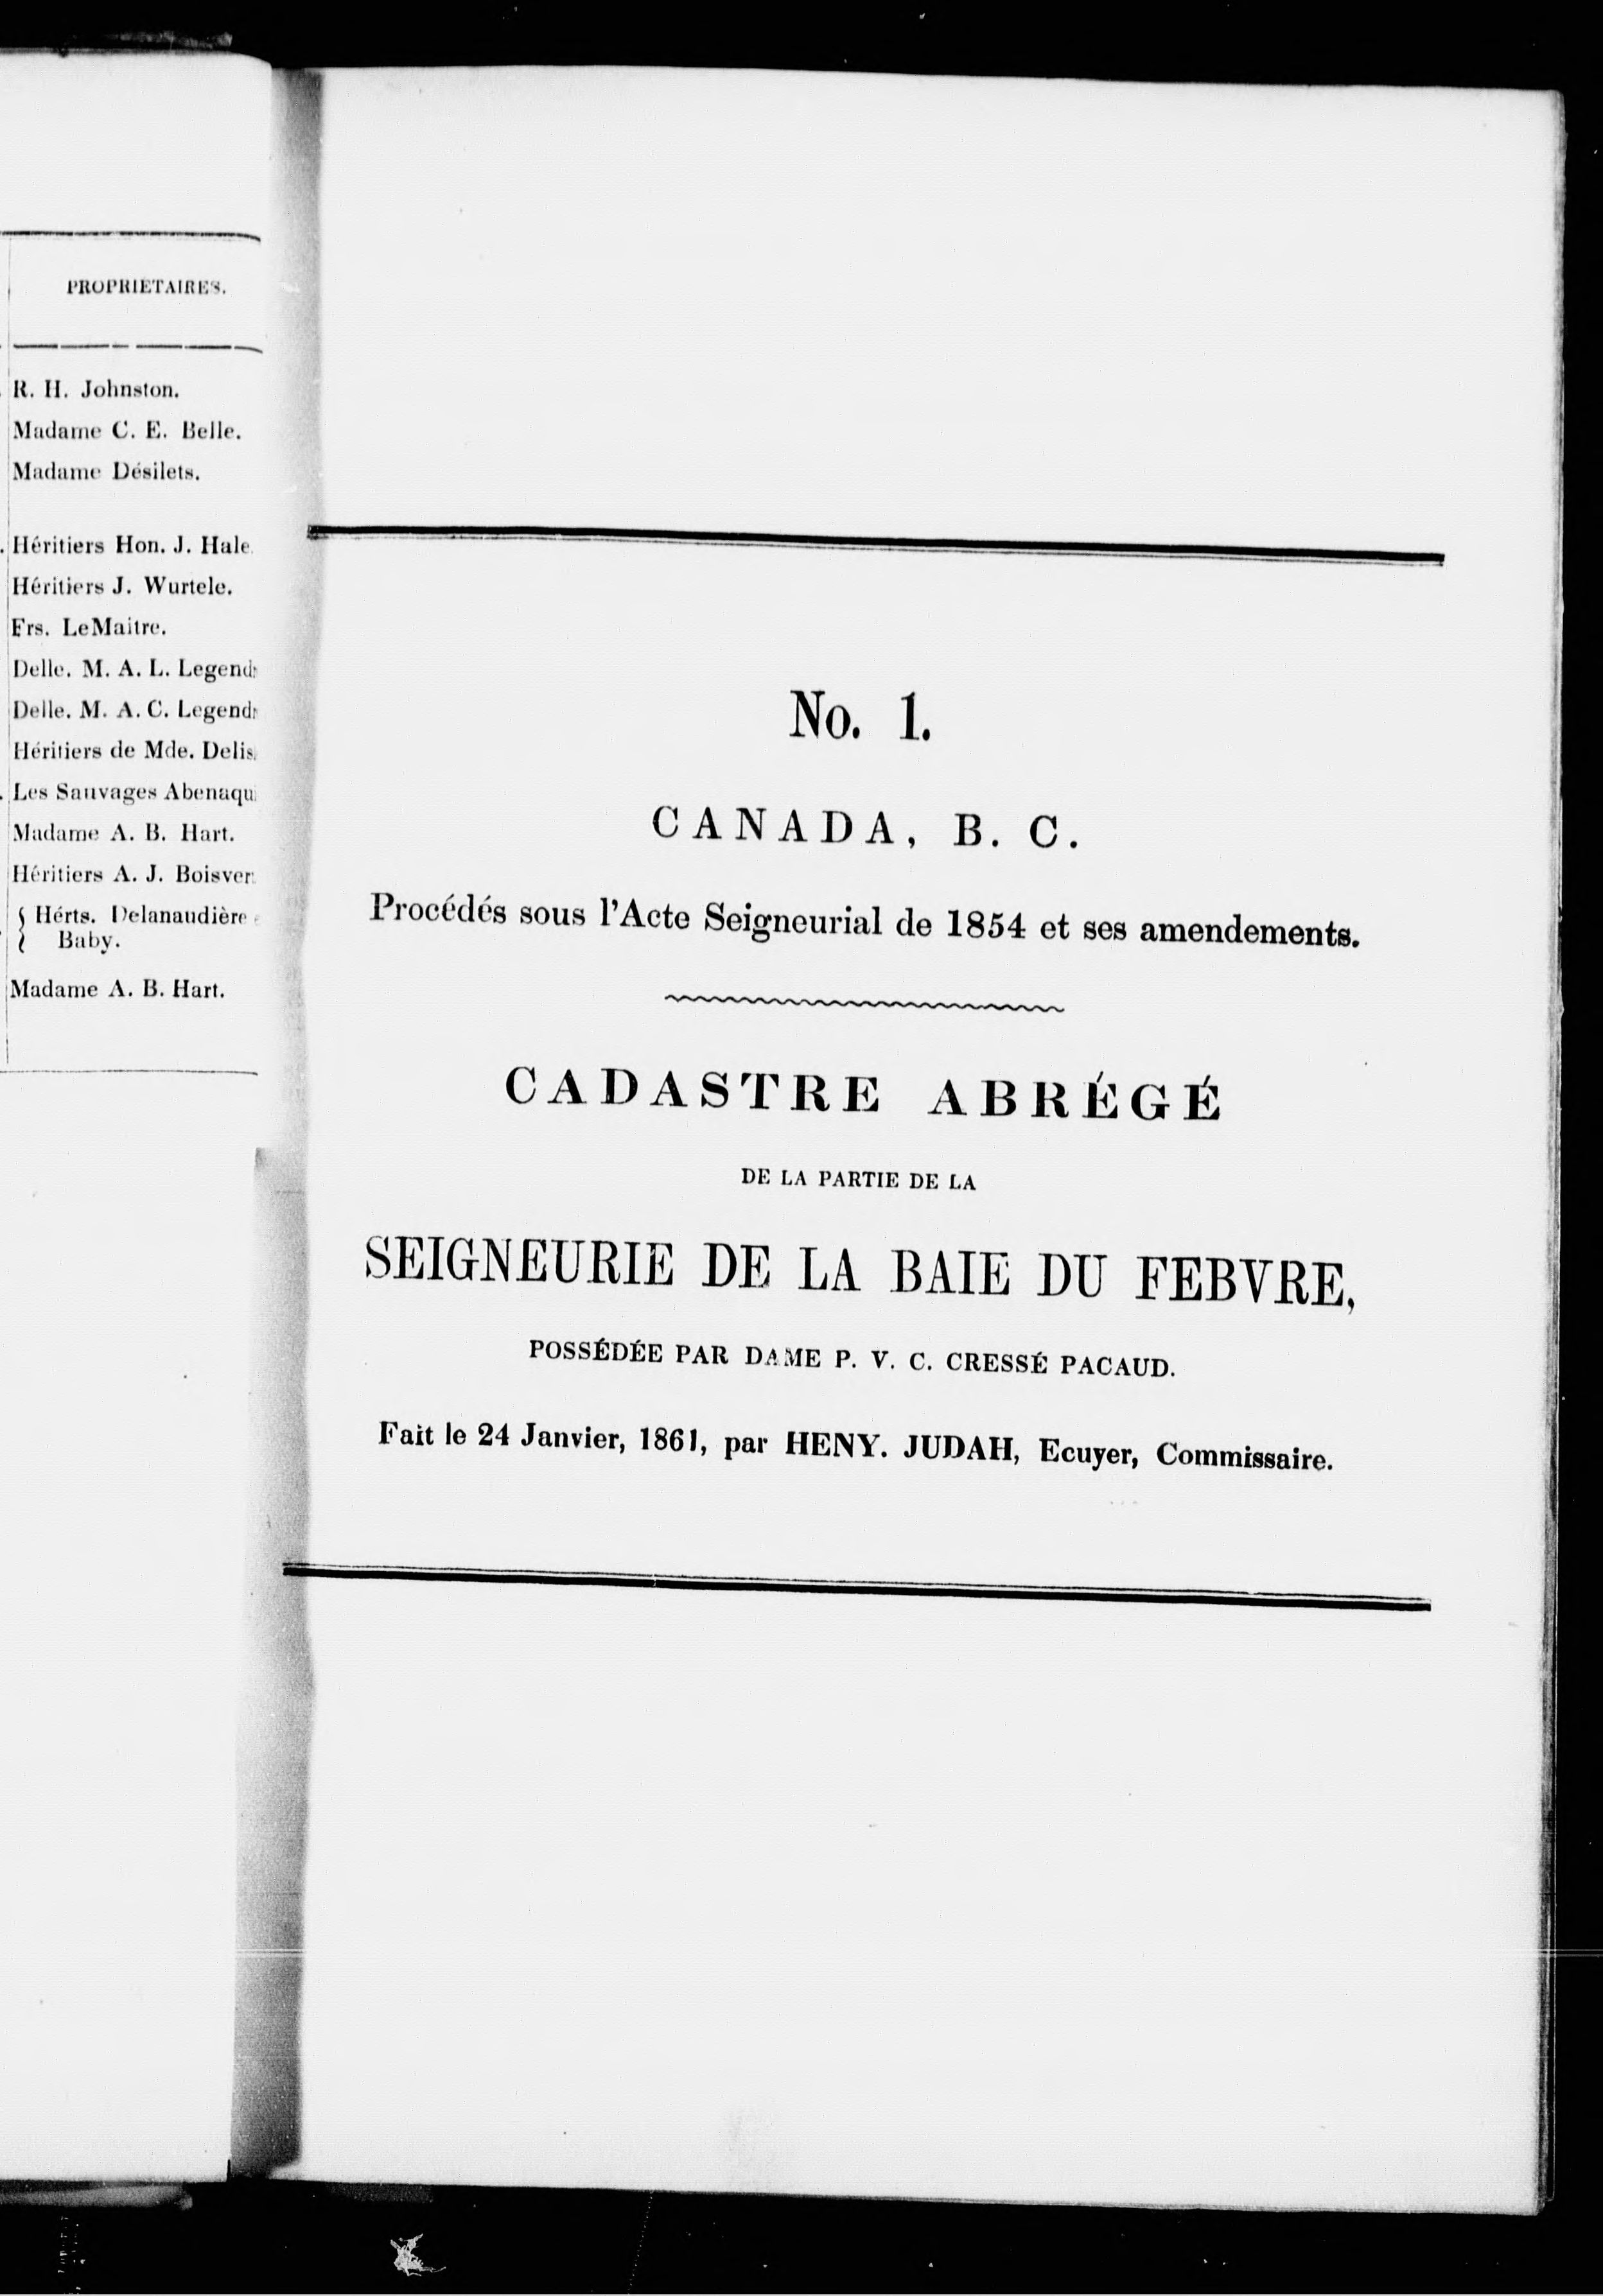 PROPRIETAIRES.
R. H. Johnston.
Madame C. E. Belle.
Madame Désilets.
Héritiers Hon. J. Hale
Héritiers J. Wurtele.
Frs. LeMaitre.
Delle. M. A. L. Legend
Delle. M. A. C. Legend
Héritiers de Mde. Delis
Les Sauvages Abenaqu
Madame A. B. Hart.
Héritiers A. J. Boisver
Hérts. Delanaudière
Baby.
Madame A. B. Hart.
No. 1.
CANADA, B. C.
Procédés sous l'Acte Seigneurial de 1854 et ses amendements.
CADASTRE ABRÉGÉ
DE LA PARTIE DE LA
SEIGNEURIE DE LA BAIE DU FEBVRE,
POSSÉDÉE PAR DAME P. V. C. CRESSÉ PACAUD.
Fait le 24 Janvier, 1861, par HENY. JUDAH, Ecuyer, Commissaire.